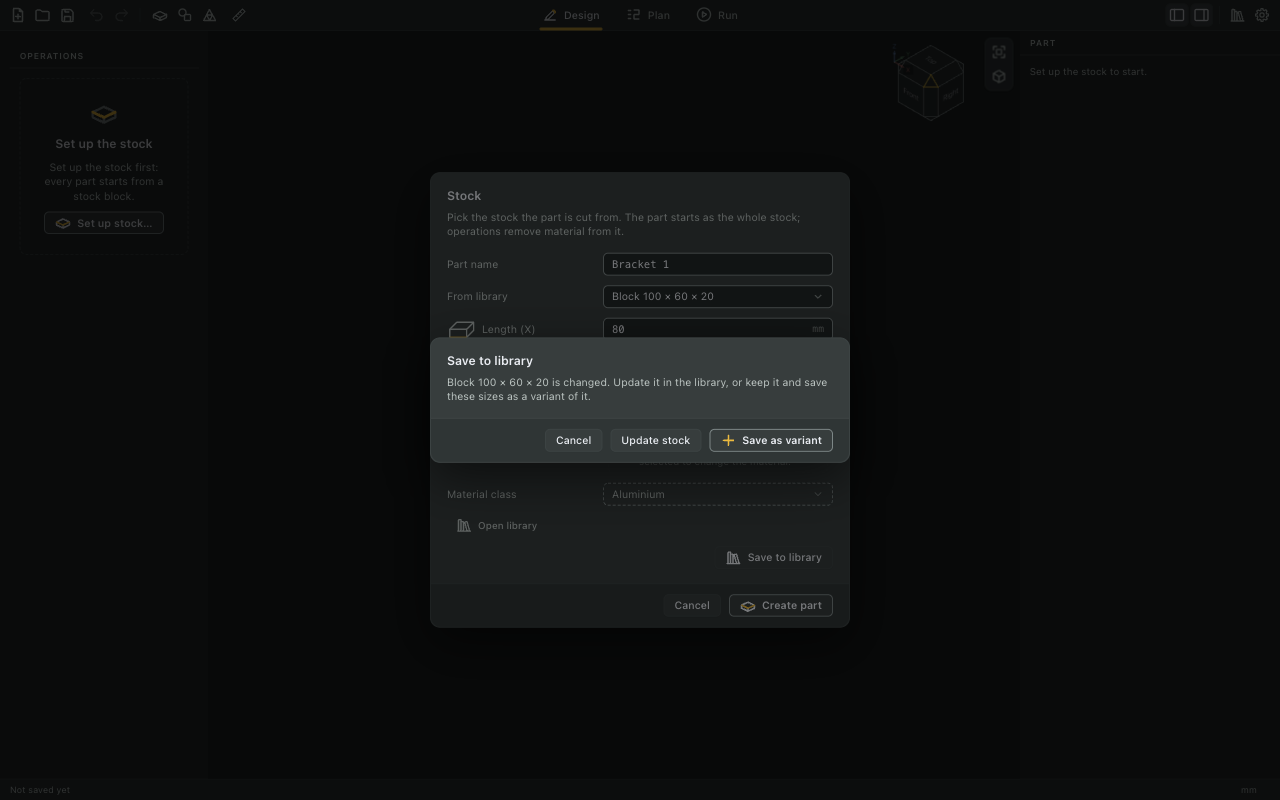 Design
Plan
Run
OPERATIONS
Set up the stock
Set up the stock first:
every part starts from a
stock block.
Set up stock...
Top
Front
Right
PART
Set up the stock to start.
Stock
Pick the stock the part is cut from. The part starts as the whole stock;
operations remove material from it.
Part name
Bracket 1
From library
Block 100 × 60 × 20
Length (X)
80
mm
Save to library
Block 100 × 60 × 20 is changed. Update it in the library, or keep it and save
these sizes as a variant of it.
Cancel
Update stock
Save as variant
Material class
Aluminium
Open library
Save to library
Cancel
Create part
Not saved yet
mm